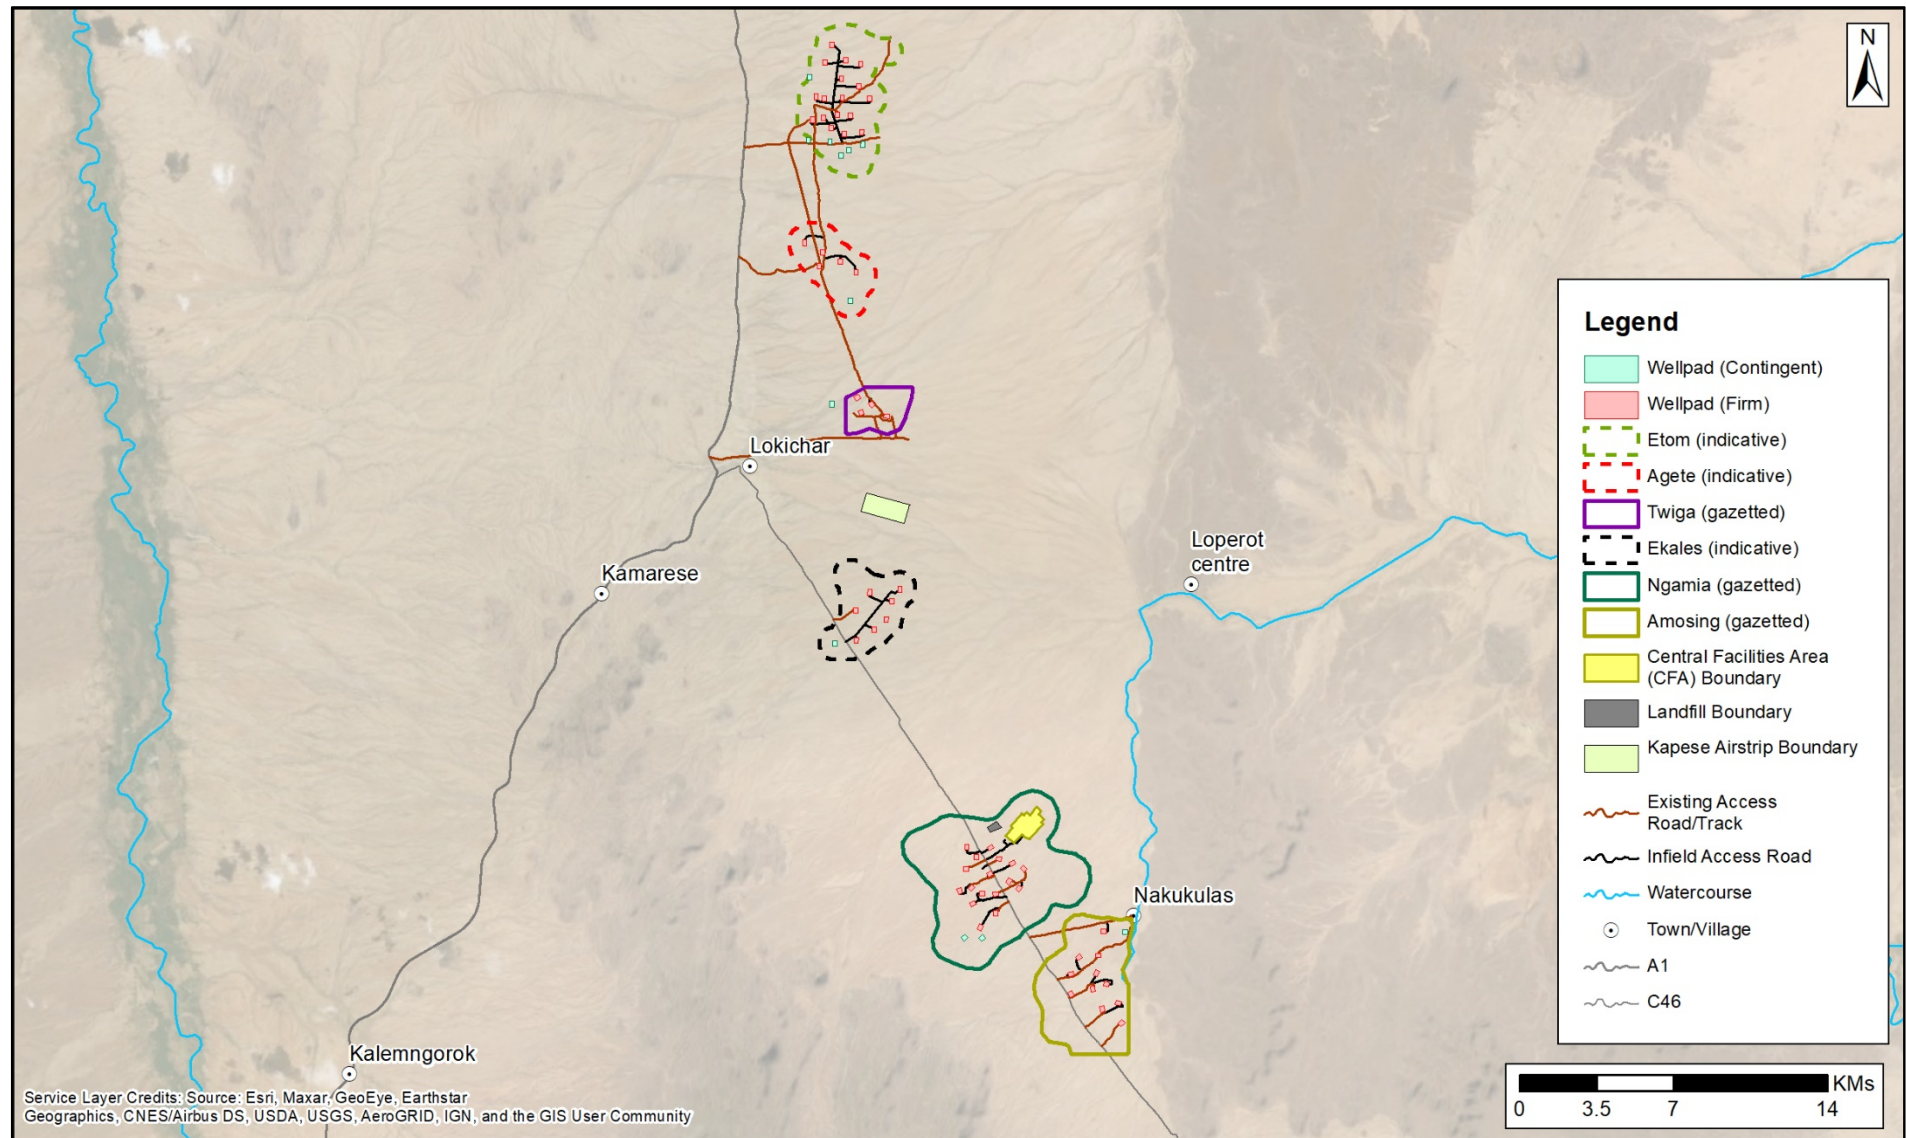 N
Lokichar
Loperot
centre
Kamarese
Nakukulas
Kalemngorok
Legend
Wellpad (Contingent)
Wellpad (Firm)
Etom (indicative)
Agete (indicative)
Twiga (gazetted)
Ekales (indicative)
Ngamia (gazetted)
Amosing (gazetted)
Central Facilities Area
(CFA) Boundary
Landfill Boundary
Kapese Airstrip Boundary
Existing Access
Road/Track
Infield Access Road
Watercourse
Town/Village
A1
C46
KMs
0 3.5 7 14
Service Layer Credits: Source: Esri, Maxar, GeoEye, Earthstar
Geographics, CNES/Airbus DS, USDA, USGS, AeroGRID, IGN, and the GIS User Community